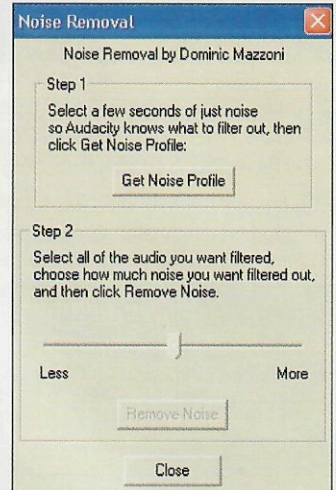 Noise Removal
Noise Removal by Dominic Mazzoni
Step 1
Select a few seconds of just noise
so Audacity knows what to filter out, then
click Get Noise Profile:
Get Noise Profile
Step 2
Select all of the audio you want filtered,
choose how much noise you want filtered out,
and then click Remove Noise.
Less More
Remove Noise
Close